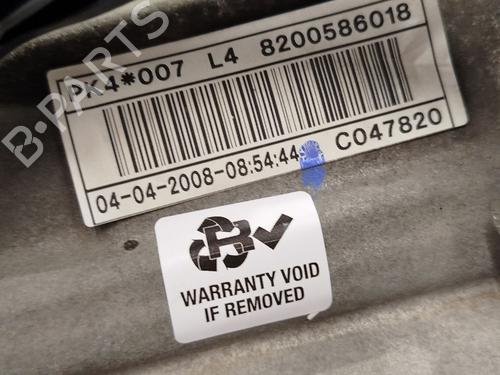 PK4*007 L4 8200586018
04-04-2008-08:54:44 C047820
WARRANTY VOID
IF REMOVED
B-PARTS